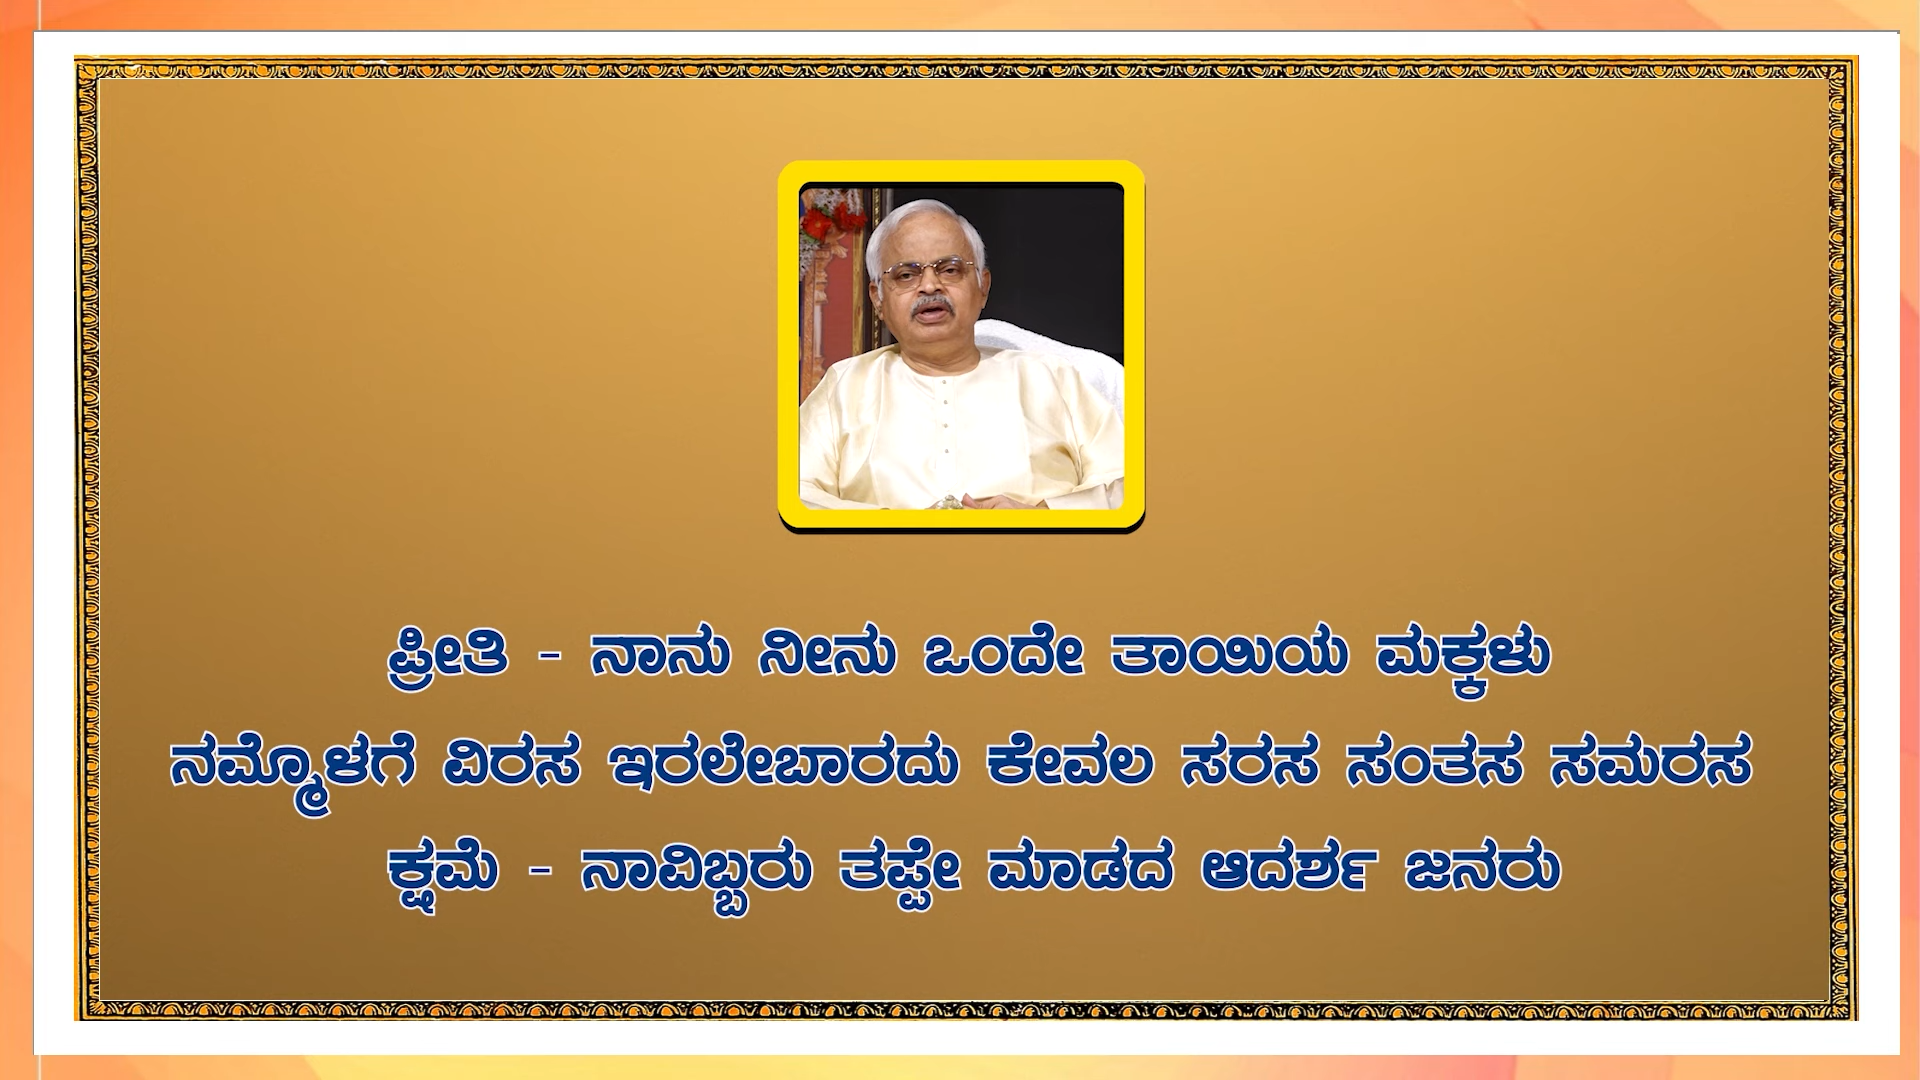 ಪ್ರೀತಿ - ನಾನು ನೀನು ಒಂದೇ ತಾಯಿಯ ಮಕ್ಕಳು
ನಮ್ಮೊಳಗೆ ವಿರಸ ಇರಲೇಬಾರದು ಕೇವಲ ಸರಸ ಸಂತಸ ಸಮರಸ
ಕ್ಷಮೆ - ನಾವಿಬ್ಬರು ತಪ್ಪೇ ಮಾಡದ ಆದರ್ಶ ಜನರು